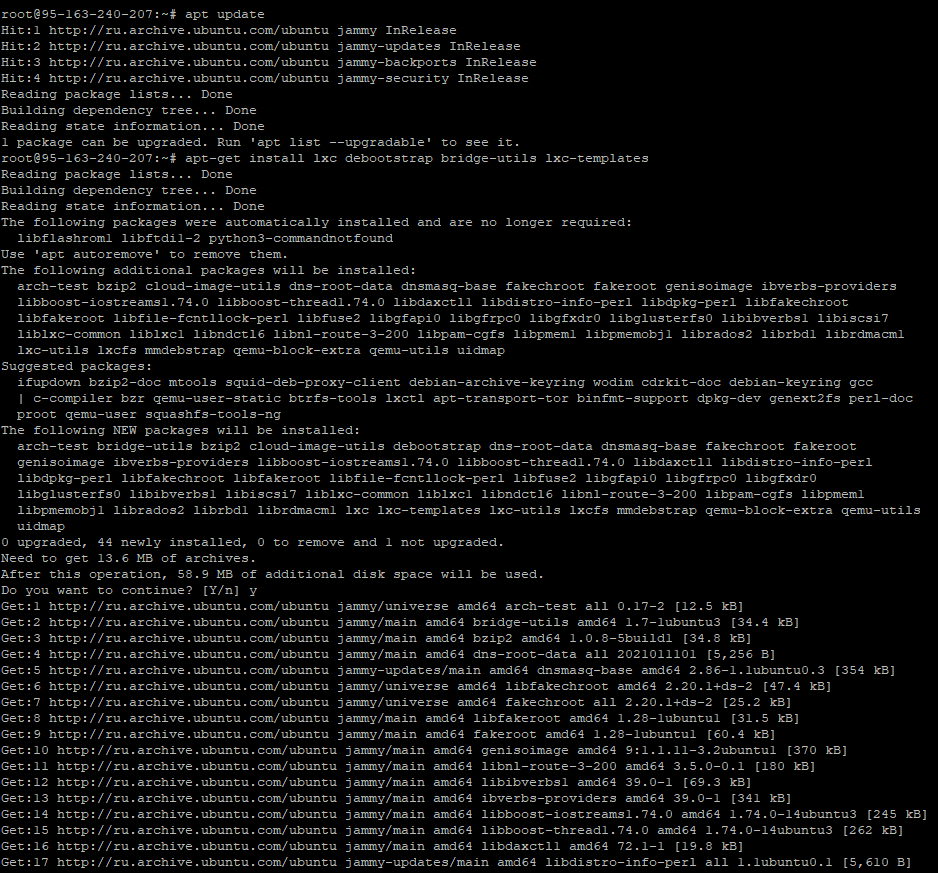 root@95-163-240-207:~# apt update
Hit:1 http://ru.archive.ubuntu.com/ubuntu jammy InRelease
Hit:2 http://ru.archive.ubuntu.com/ubuntu jammy-updates InRelease
Hit:3 http://ru.archive.ubuntu.com/ubuntu jammy-backports InRelease
Hit:4 http://ru.archive.ubuntu.com/ubuntu jammy-security InRelease
Reading package lists... Done
Building dependency tree... Done
Reading state information... Done
1 package can be upgraded. Run 'apt list --upgradable' to see it.
root@95-163-240-207:~# apt-get install lxc debootstrap bridge-utils lxc-templates
Reading package lists... Done
Building dependency tree... Done
Reading state information... Done
The following packages were automatically installed and are no longer required:
  libflashrom1 libftdi1-2 python3-commandnotfound
Use 'apt autoremove' to remove them.
The following additional packages will be installed:
  arch-test bzip2 cloud-image-utils dns-root-data dnsmasq-base fakechroot fakeroot genisoimage ibverbs-providers
  libboost-iostreams1.74.0 libboost-thread1.74.0 libdaxctl1 libdistro-info-perl libdpkg-perl libfakechroot
  libfakeroot libfile-fcntllock-perl libfuse2 libgfapi0 libgfrpc0 libgfxdr0 libglusterfs0 libibverbs1 libiscsi7
  liblxc-common liblxc1 libndctl6 libnl-route-3-200 libpam-cgfs libpmem1 libpmemobj1 librados2 librbd1 librdmacm1
  lxc-utils lxcfs mmdebstrap qemu-block-extra qemu-utils uidmap
Suggested packages:
  ifupdown bzip2-doc mtools squid-deb-proxy-client debian-archive-keyring wodim cdrkit-doc debian-keyring gcc
  | c-compiler bzr qemu-user-static btrfs-tools lxctl apt-transport-tor binfmt-support dpkg-dev genext2fs perl-doc
  proot qemu-user squashfs-tools-ng
The following NEW packages will be installed:
  arch-test bridge-utils bzip2 cloud-image-utils debootstrap dns-root-data dnsmasq-base fakechroot fakeroot
  genisoimage ibverbs-providers libboost-iostreams1.74.0 libboost-thread1.74.0 libdaxctl1 libdistro-info-perl
  libdpkg-perl libfakechroot libfakeroot libfile-fcntllock-perl libfuse2 libgfapi0 libgfrpc0 libgfxdr0
  libglusterfs0 libibverbs1 libiscsi7 liblxc-common liblxc1 libndctl6 libnl-route-3-200 libpam-cgfs libpmem1
  libpmemobj1 librados2 librbd1 librdmacm1 lxc lxc-templates lxc-utils lxcfs mmdebstrap qemu-block-extra qemu-utils
  uidmap
0 upgraded, 44 newly installed, 0 to remove and 1 not upgraded.
Need to get 13.6 MB of archives.
After this operation, 58.9 MB of additional disk space will be used.
Do you want to continue? [Y/n] y
Get:1 http://ru.archive.ubuntu.com/ubuntu jammy/universe amd64 arch-test all 0.17-2 [12.5 kB]
Get:2 http://ru.archive.ubuntu.com/ubuntu jammy/main amd64 bridge-utils amd64 1.7-1ubuntu3 [34.4 kB]
Get:3 http://ru.archive.ubuntu.com/ubuntu jammy/main amd64 bzip2 amd64 1.0.8-5build1 [34.8 kB]
Get:4 http://ru.archive.ubuntu.com/ubuntu jammy/main amd64 dns-root-data all 2021011101 [5,256 B]
Get:5 http://ru.archive.ubuntu.com/ubuntu jammy-updates/main amd64 dnsmasq-base amd64 2.86-1.1ubuntu0.3 [354 kB]
Get:6 http://ru.archive.ubuntu.com/ubuntu jammy/universe amd64 libfakechroot amd64 2.20.1+ds-2 [47.4 kB]
Get:7 http://ru.archive.ubuntu.com/ubuntu jammy/universe amd64 fakechroot all 2.20.1+ds-2 [25.2 kB]
Get:8 http://ru.archive.ubuntu.com/ubuntu jammy/main amd64 libfakeroot amd64 1.28-1ubuntu1 [31.5 kB]
Get:9 http://ru.archive.ubuntu.com/ubuntu jammy/main amd64 fakeroot amd64 1.28-1ubuntu1 [60.4 kB]
Get:10 http://ru.archive.ubuntu.com/ubuntu jammy/main amd64 genisoimage amd64 9:1.1.11-3.2ubuntu1 [370 kB]
Get:11 http://ru.archive.ubuntu.com/ubuntu jammy/main amd64 libnl-route-3-200 amd64 3.5.0-0.1 [180 kB]
Get:12 http://ru.archive.ubuntu.com/ubuntu jammy/main amd64 libibverbs1 amd64 39.0-1 [69.3 kB]
Get:13 http://ru.archive.ubuntu.com/ubuntu jammy/main amd64 ibverbs-providers amd64 39.0-1 [341 kB]
Get:14 http://ru.archive.ubuntu.com/ubuntu jammy/main amd64 libboost-iostreams1.74.0 amd64 1.74.0-14ubuntu3 [245 kB]
Get:15 http://ru.archive.ubuntu.com/ubuntu jammy/main amd64 libboost-thread1.74.0 amd64 1.74.0-14ubuntu3 [262 kB]
Get:16 http://ru.archive.ubuntu.com/ubuntu jammy/main amd64 libdaxctl1 amd64 72.1-1 [19.8 kB]
Get:17 http://ru.archive.ubuntu.com/ubuntu jammy-updates/main amd64 libdistro-info-perl all 1.1ubuntu0.1 [5,610 B]